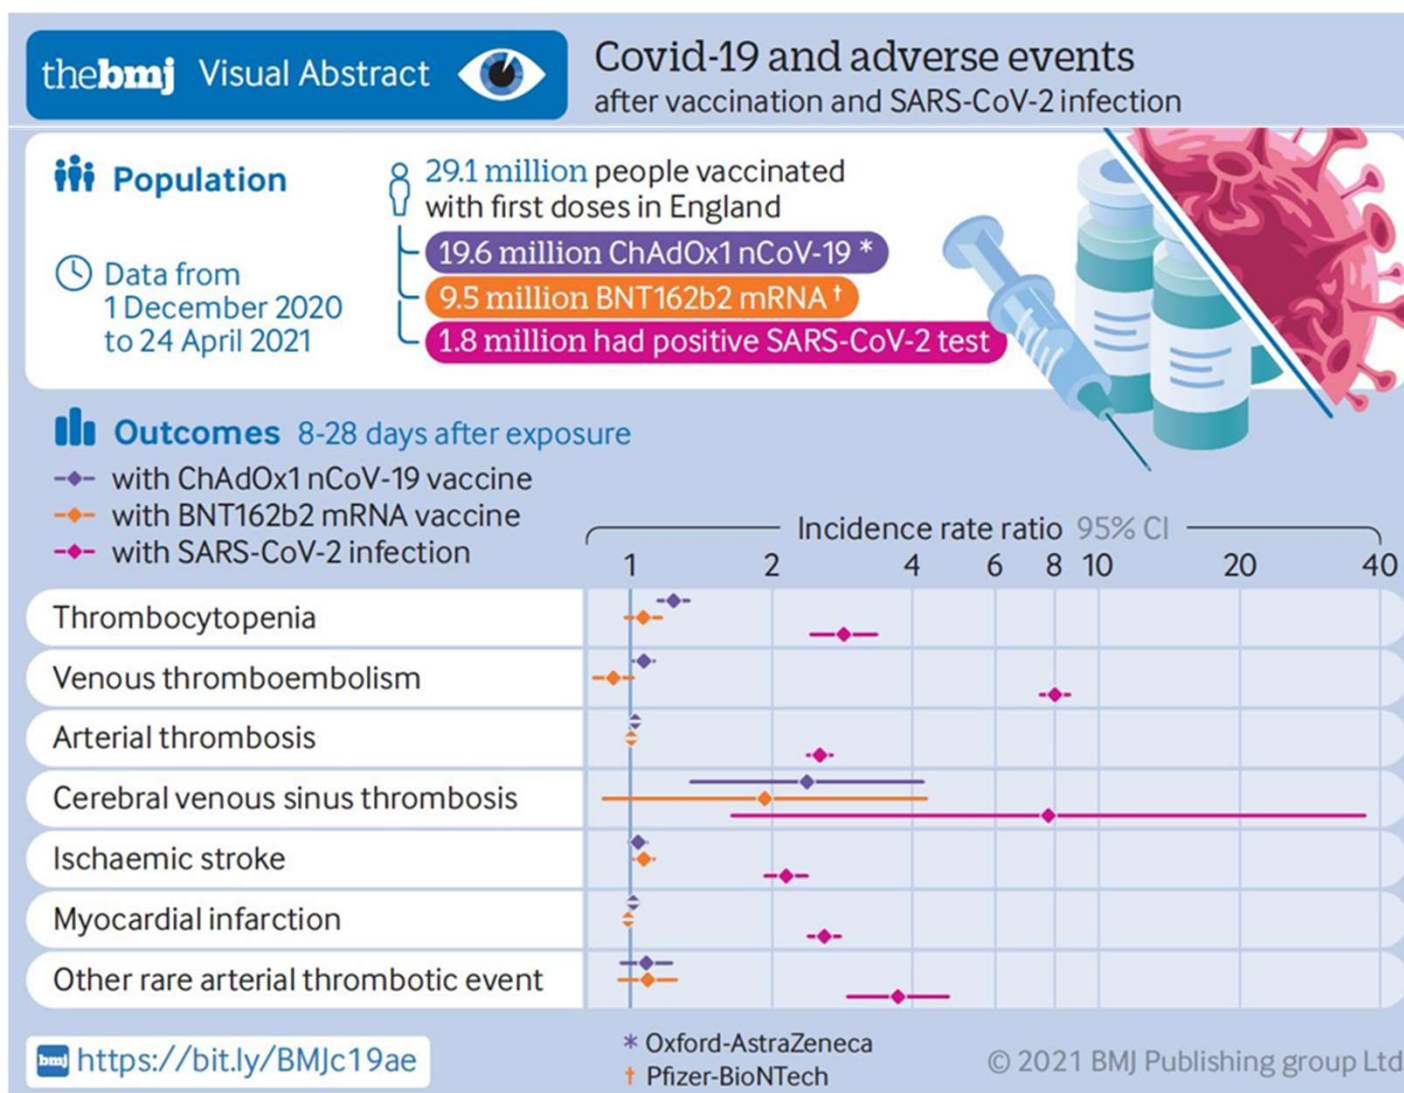 thebmj Visual Abstract
Covid-19 and adverse events
after vaccination and SARS-CoV-2 infection
Population
Data from
1 December 2020
to 24 April 2021
29.1 million people vaccinated
with first doses in England
19.6 million ChAdOx1 nCoV-19 *
9.5 million BNT162b2 mRNA †
1.8 million had positive SARS-CoV-2 test
Outcomes 8-28 days after exposure
with ChAdOx1 nCoV-19 vaccine
with BNT162b2 mRNA vaccine
with SARS-CoV-2 infection
Incidence rate ratio 95% CI
1 2 4 6 8 10 20 40
Thrombocytopenia
Venous thromboembolism
Arterial thrombosis
Cerebral venous sinus thrombosis
Ischaemic stroke
Myocardial infarction
Other rare arterial thrombotic event
bmj https://bit.ly/BMJc19ae
* Oxford-AstraZeneca
† Pfizer-BioNTech
© 2021 BMJ Publishing group Ltd